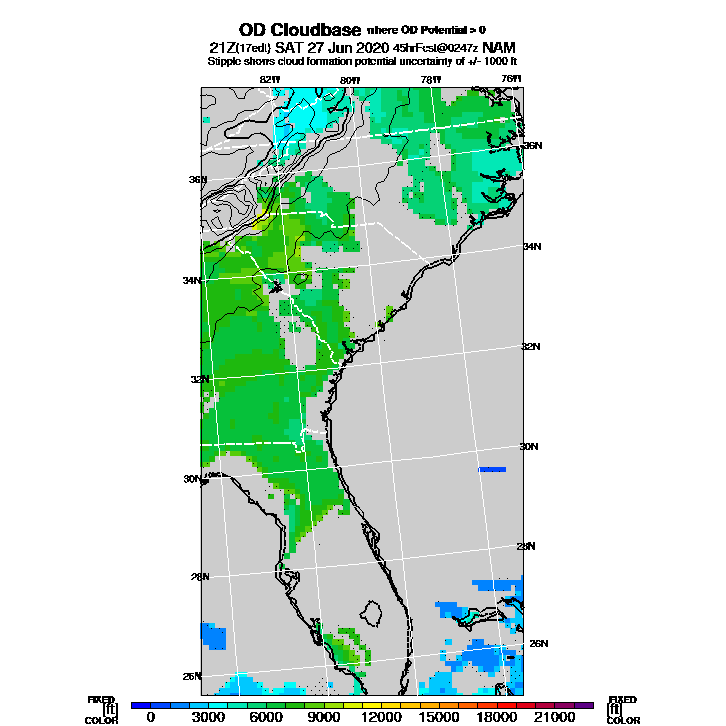 OD Cloudbase where OD Potential > 0
21Z(17edt) SAT 27 Jun 2020 45hrFcst@0247z NAM
Stipple shows cloud formation potential uncertainty of +/- 1000 ft
82W 80W 78W 76W
36N 36N
34N 34N
32N 32N
30N 30N
28N 28N
26N 26N
FIXED FIXED
[ft] [ft]
COLOR 0 3000 6000 9000 12000 15000 18000 21000 COLOR